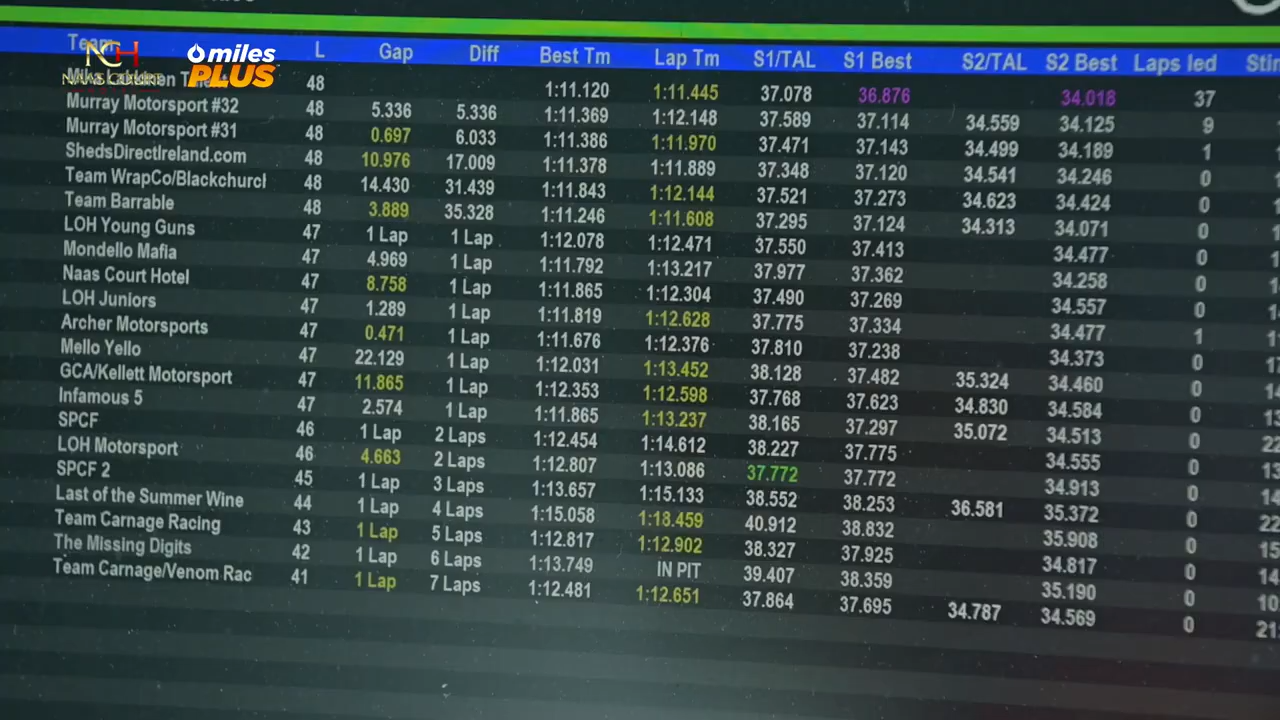 NCH
NAAS COURT
miles
PLUS
Team L Gap Diff Best Tm Lap Tm S1/TAL S1 Best S2/TAL S2 Best Laps led Stin
48 1:11.120 1:11.445 37.078 36.876 34.018 37
Murray Motorsport #32 48 5.336 5.336 1:11.369 1:12.148 37.589 37.114 34.559 34.125 9
Murray Motorsport #31 48 0.697 6.033 1:11.386 1:11.970 37.471 37.143 34.499 34.189 1
ShedsDirectIreland.com 48 10.976 17.009 1:11.378 1:11.889 37.348 37.120 34.541 34.246 0
Team WrapCo/Blackchurcl 48 14.430 31.439 1:11.843 1:12.144 37.521 37.273 34.623 34.424 0
Team Barrable 48 3.889 35.328 1:11.246 1:11.608 37.295 37.124 34.313 34.071 0
LOH Young Guns 47 1 Lap 1 Lap 1:12.078 1:12.471 37.550 37.413 34.477 0
Mondello Mafia 47 4.969 1 Lap 1:11.792 1:13.217 37.977 37.362 34.258 0
Naas Court Hotel 47 8.758 1 Lap 1:11.865 1:12.304 37.490 37.269 34.557 0
LOH Juniors 47 1.289 1 Lap 1:11.819 1:12.628 37.775 37.334 34.477 1
Archer Motorsports 47 0.471 1 Lap 1:11.676 1:12.376 37.810 37.238 34.373 0
Mello Yello 47 22.129 1 Lap 1:12.031 1:13.452 38.128 37.482 35.324 34.460 0
GCA/Kellett Motorsport 47 11.865 1 Lap 1:12.353 1:12.598 37.768 37.623 34.830 34.584 0
Infamous 5 47 2.574 1 Lap 1:11.865 1:13.237 38.165 37.297 35.072 34.513 0
SPCF 46 1 Lap 2 Laps 1:12.454 1:14.612 38.227 37.775 34.555 0
LOH Motorsport 46 4.663 2 Laps 1:12.807 1:13.086 37.772 37.772 34.913 0
SPCF 2 45 1 Lap 3 Laps 1:13.657 1:15.133 38.552 38.253 36.581 35.372 0
Last of the Summer Wine 44 1 Lap 4 Laps 1:15.058 1:18.459 40.912 38.832 35.908 0
Team Carnage Racing 43 1 Lap 5 Laps 1:12.817 1:12.902 38.327 37.925 34.817 0
The Missing Digits 42 1 Lap 6 Laps 1:13.749 IN PIT 39.407 38.359 35.190 0
Team Carnage/Venom Rac 41 1 Lap 7 Laps 1:12.481 1:12.651 37.864 37.695 34.787 34.569 0